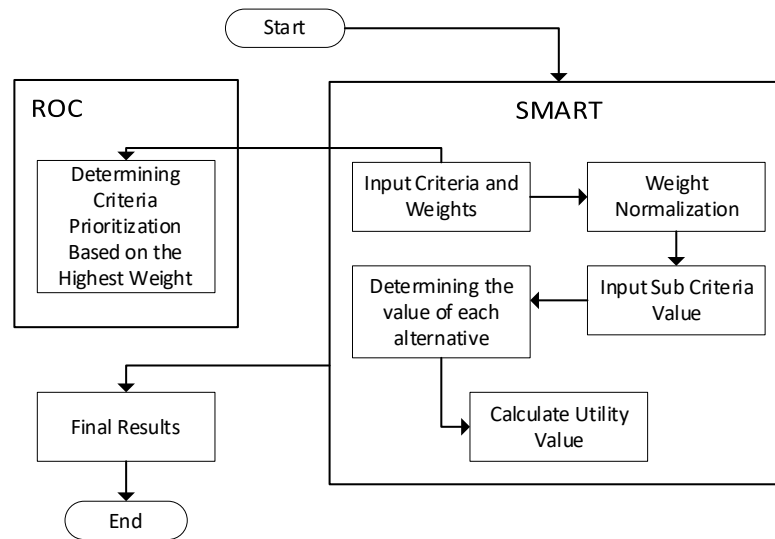 Start
ROC
Determining
Criteria
Prioritization
Based on the
Highest Weight
SMART
Input Criteria and
Weights
Weight
Normalization
Determining the
value of each
alternative
Input Sub Criteria
Value
Calculate Utility
Value
Final Results
End